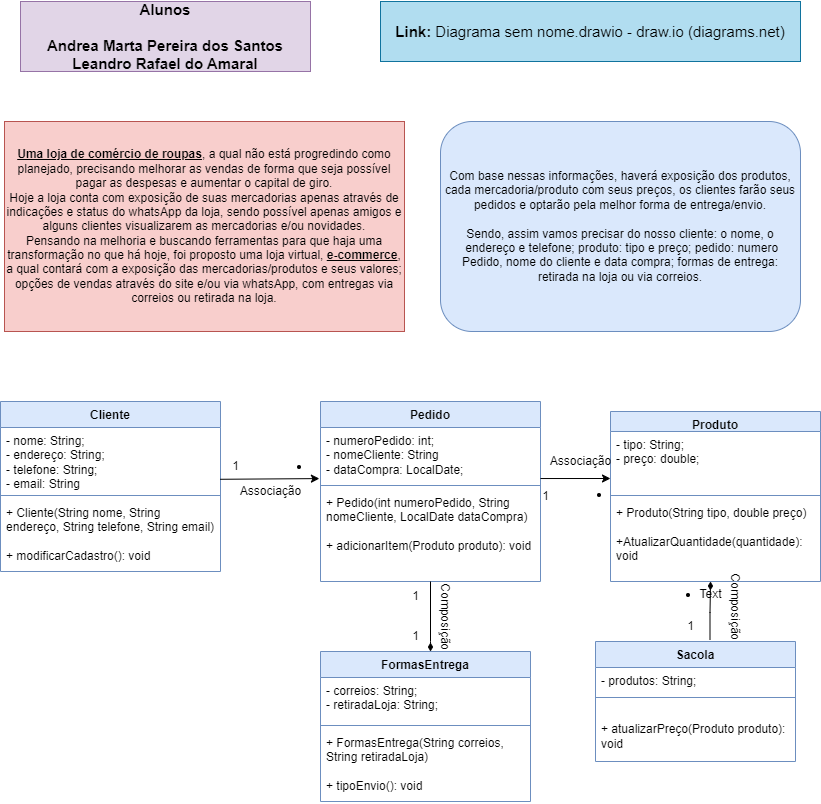 Alunos
Andrea Marta Pereira dos Santos
Leandro Rafael do Amaral
Link: Diagrama sem nome.drawio - draw.io (diagrams.net)
Uma loja de comércio de roupas, a qual não está progredindo como
planejado, precisando melhorar as vendas de forma que seja possível
pagar as despesas e aumentar o capital de giro.
Hoje a loja conta com exposição de suas mercadorias apenas através de
indicações e status do whatsApp da loja, sendo possível apenas amigos e
alguns clientes visualizarem as mercadorias e/ou novidades.
Pensando na melhoria e buscando ferramentas para que haja uma
transformação no que há hoje, foi proposto uma loja virtual, e-commerce,
a qual contará com a exposição das mercadorias/produtos e seus valores;
opções de vendas através do site e/ou via whatsApp, com entregas via
correios ou retirada na loja.
Com base nessas informações, haverá exposição dos produtos,
cada mercadoria/produto com seus preços, os clientes farão seus
pedidos e optarão pela melhor forma de entrega/envio.
Sendo, assim vamos precisar do nosso cliente: o nome, o
endereço e telefone; produto: tipo e preço; pedido: numero
Pedido, nome do cliente e data compra; formas de entrega:
retirada na loja ou via correios.
Cliente
- nome: String;
- endereço: String;
- telefone: String;
- email: String
+ Cliente(String nome, String
endereço, String telefone, String email)
+ modificarCadastro(): void
1
Associação
Pedido
- numeroPedido: int;
- nomeCliente: String
- dataCompra: LocalDate;
+ Pedido(int numeroPedido, String
nomeCliente, LocalDate dataCompra)
+ adicionarItem(Produto produto): void
Associação
1
Produto
- tipo: String;
- preço: double;
+ Produto(String tipo, double preço)
+AtualizarQuantidade(quantidade):
void
1
Composição
1
Text
Composição
1
FormasEntrega
- correios: String;
- retiradaLoja: String;
+ FormasEntrega(String correios,
String retiradaLoja)
+ tipoEnvio(): void
Sacola
- produtos: String;
+ atualizarPreço(Produto produto):
void